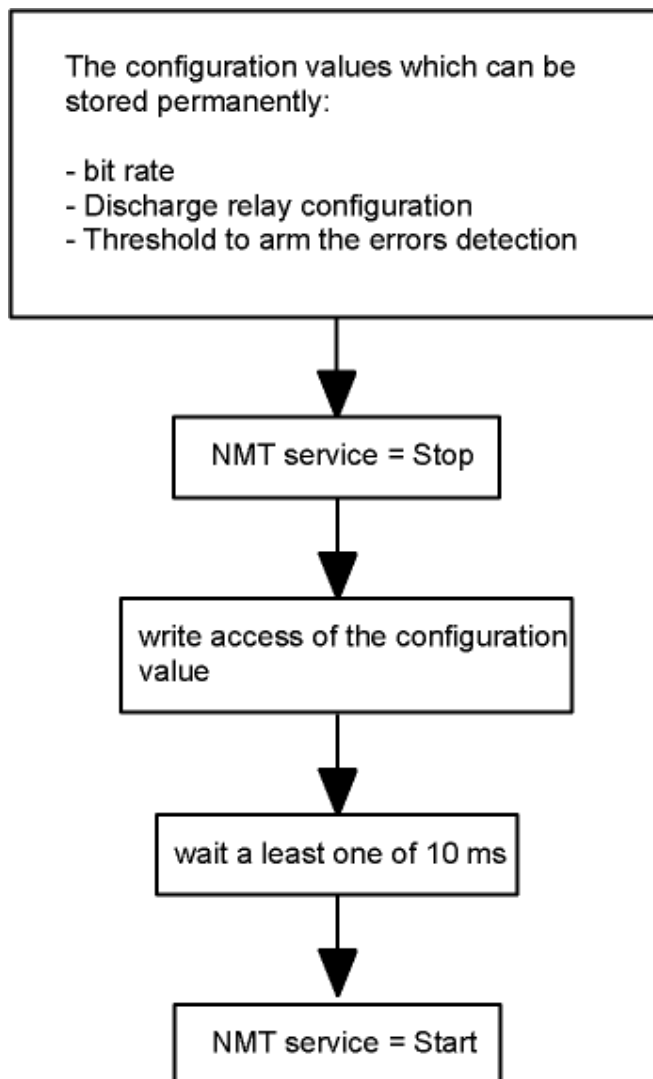 The configuration values which can be
stored permanently:
- bit rate
- Discharge relay configuration
- Threshold to arm the errors detection
NMT service = Stop
write access of the configuration
value
wait a least one of 10 ms
NMT service = Start